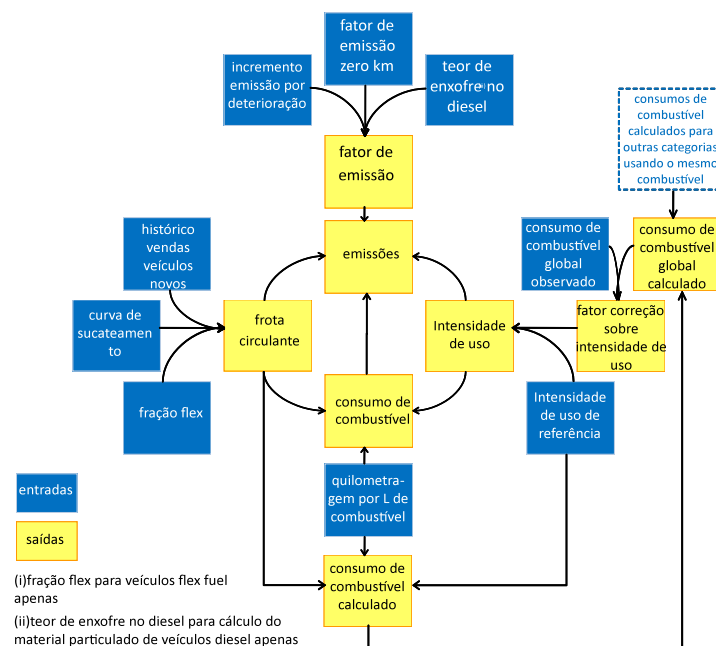 fator de
emissão
zero km
incremento
emissão por
deterioração
teor de
enxofre no
diesel
consumos de
combustível
calculados para
outras categorias
usando o mesmo
combustível
fator de
emissão
histórico
vendas
veículos
novos
emissões
consumo de
combustível
global
observado
consumo de
combustível
global
calculado
curva de
sucateamen
to
frota
circulante
Intensidade
de uso
fator correção
sobre
intensidade de
uso
fração flex
consumo de
combustível
Intensidade
de uso de
referência
entradas
quilometra-
gem por L de
combustível
saídas
consumo de
combustível
calculado
(i)fração flex para veículos flex fuel
apenas
(ii)teor de enxofre no diesel para cálculo do
material particulado de veículos diesel apenas